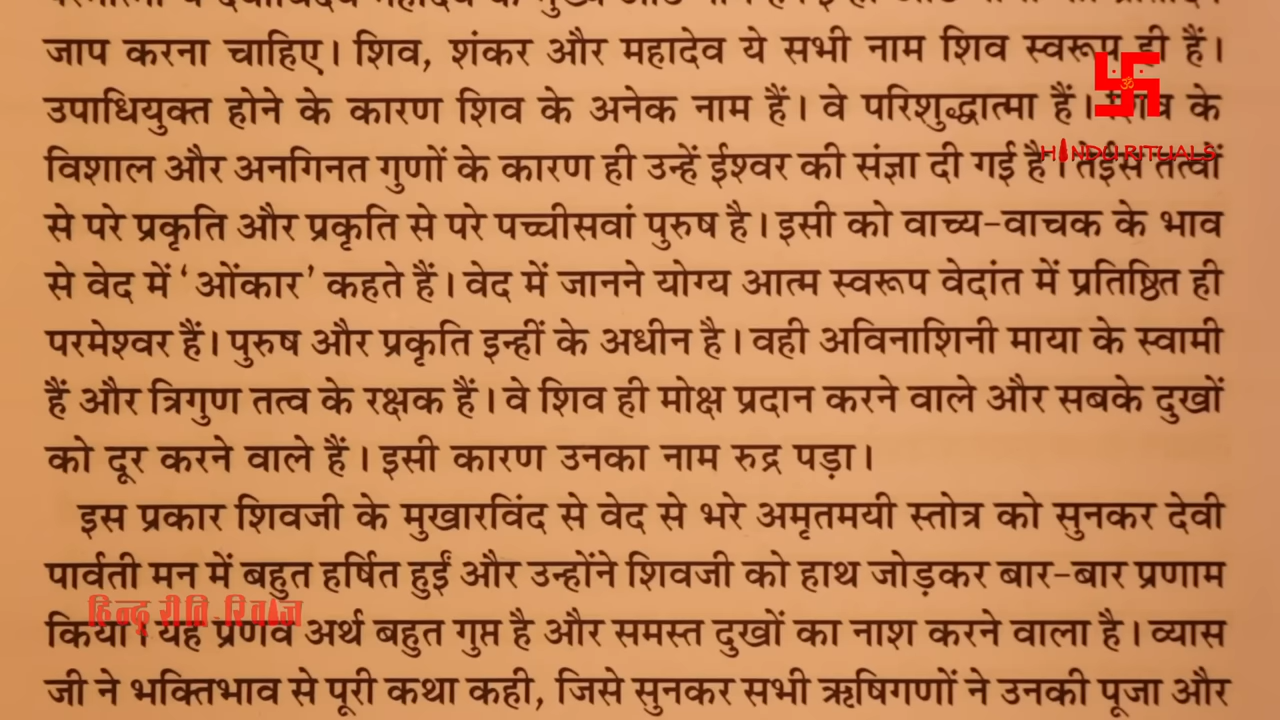 जाप करना चाहिए। शिव, शंकर और महादेव ये सभी नाम शिव स्वरूप ही हैं।
उपाधियुक्त होने के कारण शिव के अनेक नाम हैं। वे परिशुद्धात्मा हैं। शिव के
विशाल और अनगिनत गुणों के कारण ही उन्हें ईश्वर की संज्ञा दी गई है। तेईस तत्वों
HINDU RITUALS
से परे प्रकृति और प्रकृति से परे पच्चीसवां पुरुष है। इसी को वाच्य-वाचक के भाव
से वेद में ‘ओंकार’ कहते हैं। वेद में जानने योग्य आत्म स्वरूप वेदांत में प्रतिष्ठित ही
परमेश्वर हैं। पुरुष और प्रकृति इन्हीं के अधीन है। वही अविनाशिनी माया के स्वामी
हैं और त्रिगुण तत्व के रक्षक हैं। वे शिव ही मोक्ष प्रदान करने वाले और सबके दुखों
को दूर करने वाले हैं। इसी कारण उनका नाम रुद्र पड़ा।
इस प्रकार शिवजी के मुखारविंद से वेद से भरे अमृतमयी स्तोत्र को सुनकर देवी
पार्वती मन में बहुत हर्षित हुईं और उन्होंने शिवजी को हाथ जोड़कर बार-बार प्रणाम
हिन्दू रीति-रिवाज
किया। यह प्रणव अर्थ बहुत गुप्त है और समस्त दुखों का नाश करने वाला है। व्यास
जी ने भक्तिभाव से पूरी कथा कही, जिसे सुनकर सभी ऋषिगणों ने उनकी पूजा और